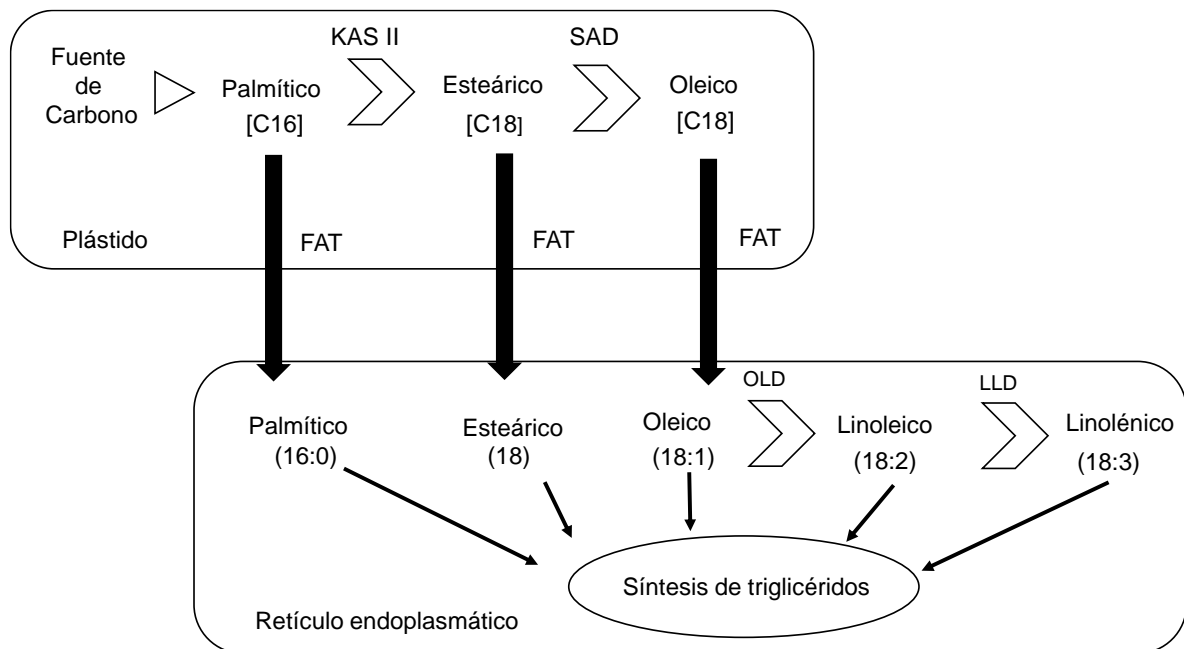 KAS II
SAD
Fuente
de
Carbono
Palmítico
[C16]
Esteárico
[C18]
Oleico
[C18]
Plástido
FAT
FAT
FAT
OLD
LLD
Palmítico
(16:0)
Esteárico
(18)
Oleico
(18:1)
Linoleico
(18:2)
Linolénico
(18:3)
Síntesis de triglicéridos
Retículo endoplasmático